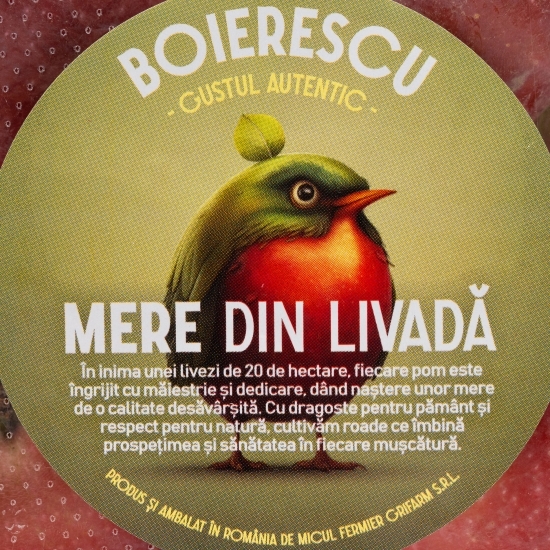 BOIERESCU
- GUSTUL AUTENTIC -
MERE DIN LIVADĂ
În inima unei livezi de 20 de hectare, fiecare pom este
îngrijit cu măiestrie și dedicare, dând naștere unor mere
de o calitate desăvârșită. Cu dragoste pentru pământ și
respect pentru natură, cultivăm roade ce îmbină
prospețimea și sănătatea în fiecare mușcătură.
PRODUS ȘI AMBALAT ÎN ROMÂNIA DE MICUL FERMIER GRIFARM S.R.L.